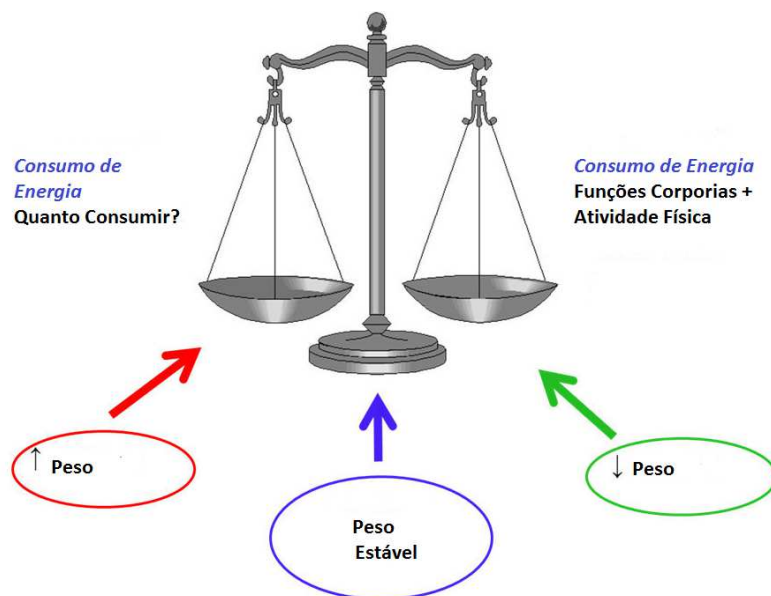 Consumo de
Energia
Quanto Consumir?
Consumo de Energia
Funções Corporias +
Atividade Física
↑ Peso
Peso
Estável
↓ Peso